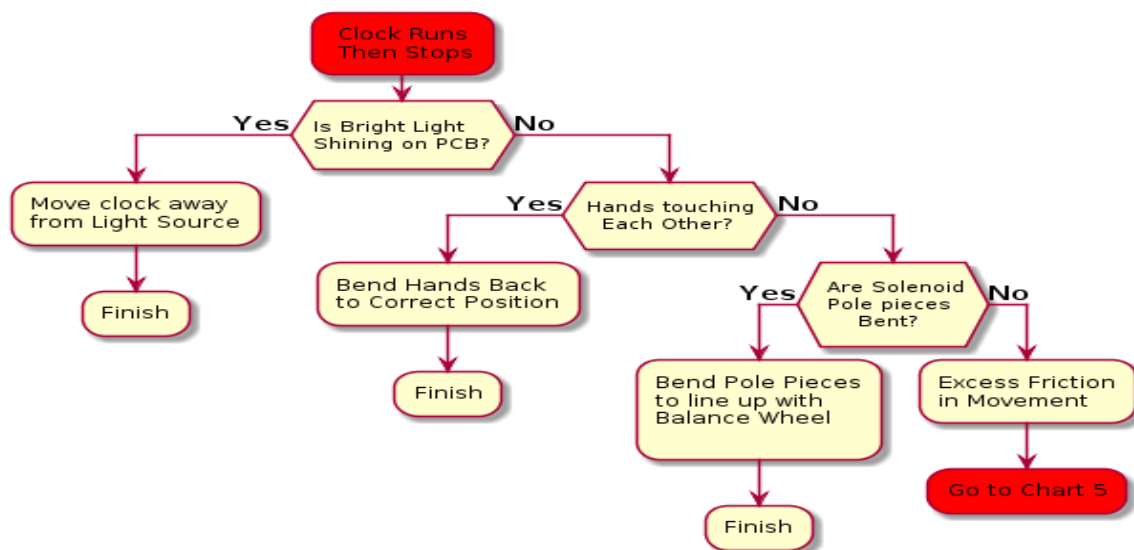 Clock Runs
Then Stops
Yes
Is Bright Light
Shining on PCB?
No
Move clock away
from Light Source
Finish
Yes
Hands touching
Each Other?
No
Bend Hands Back
to Correct Position
Finish
Yes
Are Solenoid
Pole pieces
Bent?
No
Bend Pole Pieces
to line up with
Balance Wheel
Finish
Excess Friction
in Movement
Go to Chart 5